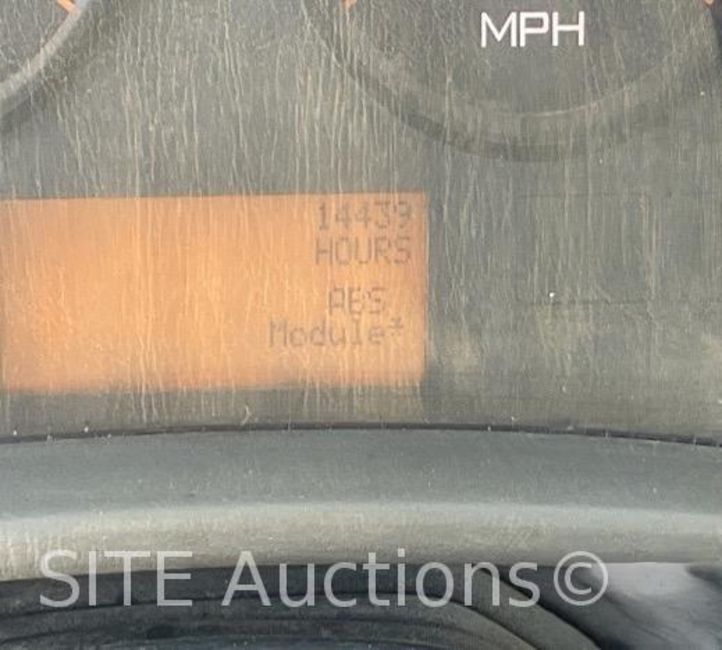 MPH
14439
HOURS
ABS
Module*
SITE Auctions©